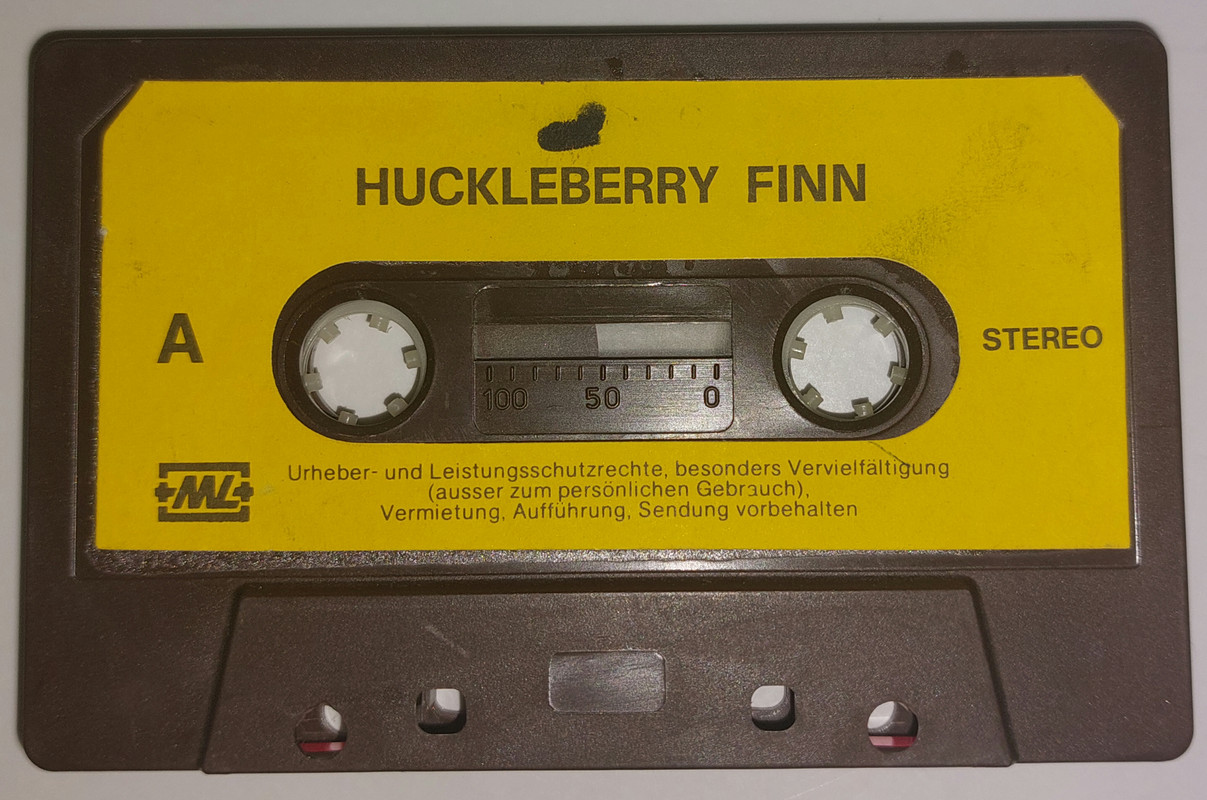 HUCKLEBERRY FINN
A
STEREO
100 50 0
ML
Urheber- und Leistungsschutzrechte, besonders Vervielfältigung
(ausser zum persönlichen Gebrauch),
Vermietung, Aufführung, Sendung vorbehalten